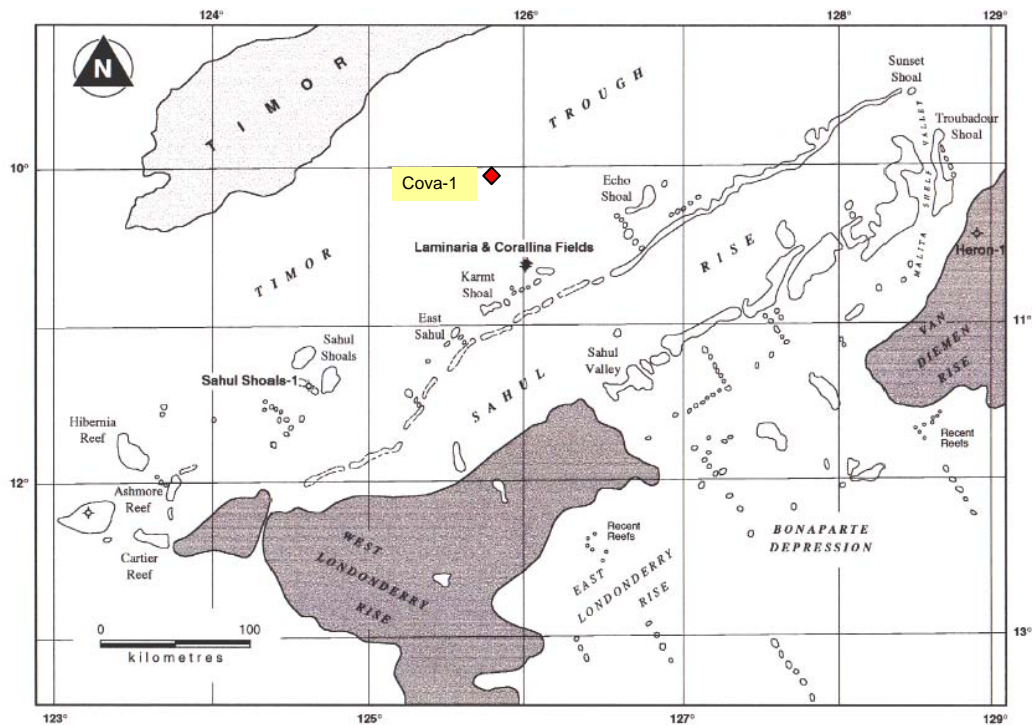 124°
126°
128°
129°
N
TIMOR
TROUGH
Sunset
Shoal
Troubadour
Shoal
MALITA SHELF VALLEY
10°
Cova-1
Echo
Shoal
Laminaria & Corallina Fields
RISE
Heron-1
TIMOR
Karmt
Shoal
East
Sahul
11°
Sahul
Shoals
Sahul Shoals-1
Sahul
Valley
VAN
DIEMEN
RISE
SAHUL
Hibernia
Reef
Recent
Reefs
12°
Ashmore
Reef
Cartier
Reef
WEST
LONDONDERRY
RISE
Recent
Reefs
EAST
LONDONDERRY
RISE
BONAPARTE
DEPRESSION
0 100
kilometres
13°
123°
124°
125°
126°
127°
128°
129°